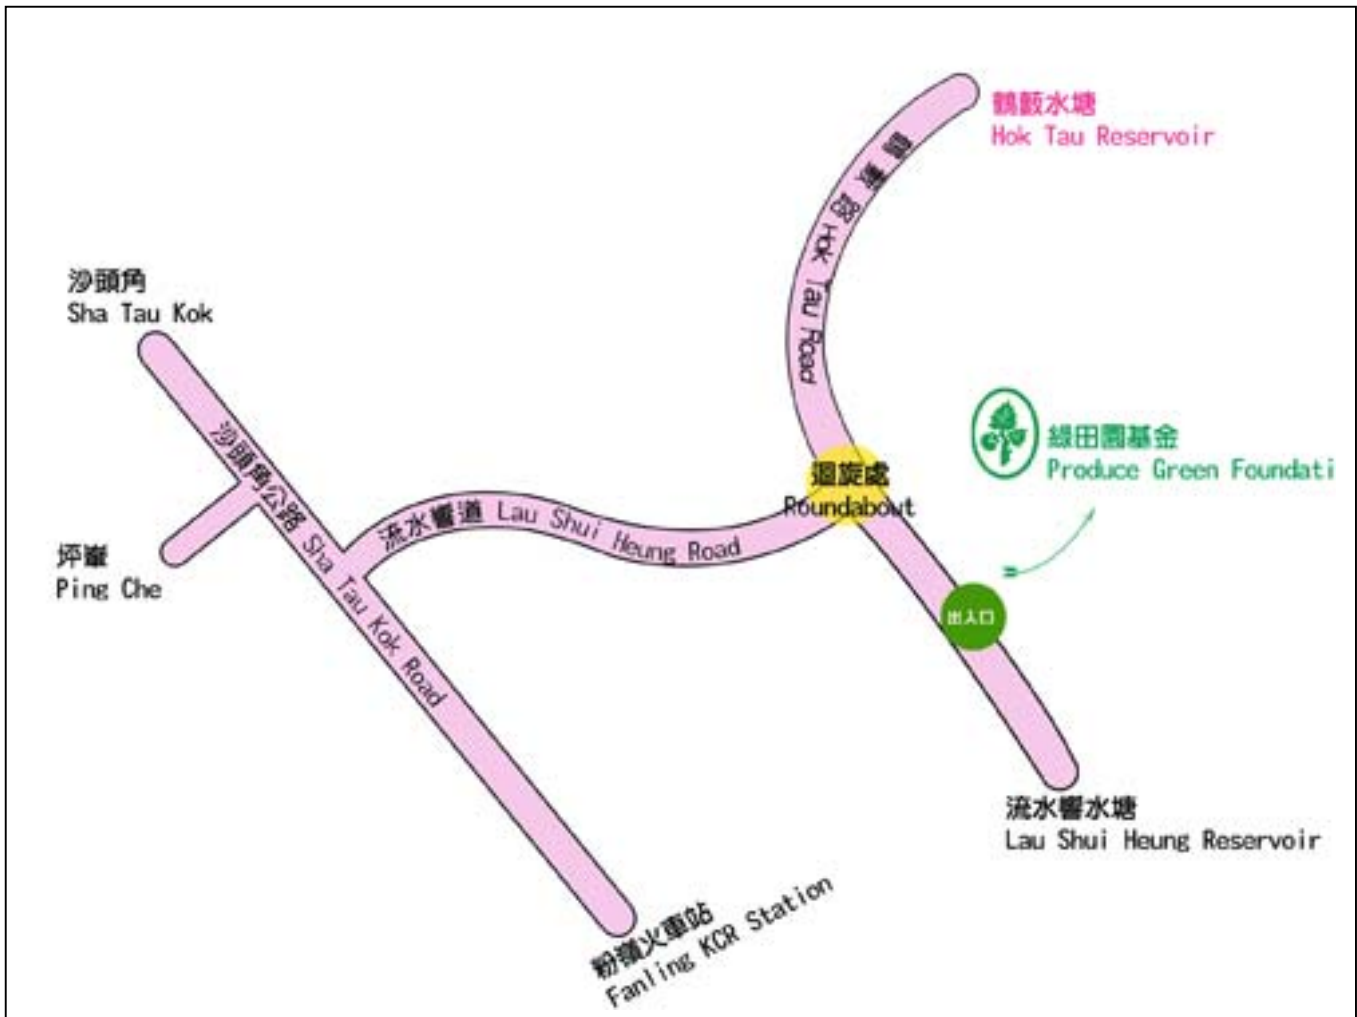 鶴藪水塘
Hok Tau Reservoir
鶴藪路 Hok Tau Road
沙頭角
Sha Tau Kok
綠田園基金
Produce Green Foundati
迴旋處
Roundabout
沙頭角公路 Sha Tau Kok Road
流水響道 Lau Shui Heung Road
坪輋
Ping Che
出入口
流水響水塘
Lau Shui Heung Reservoir
粉嶺火車站
Fanling KCR Station